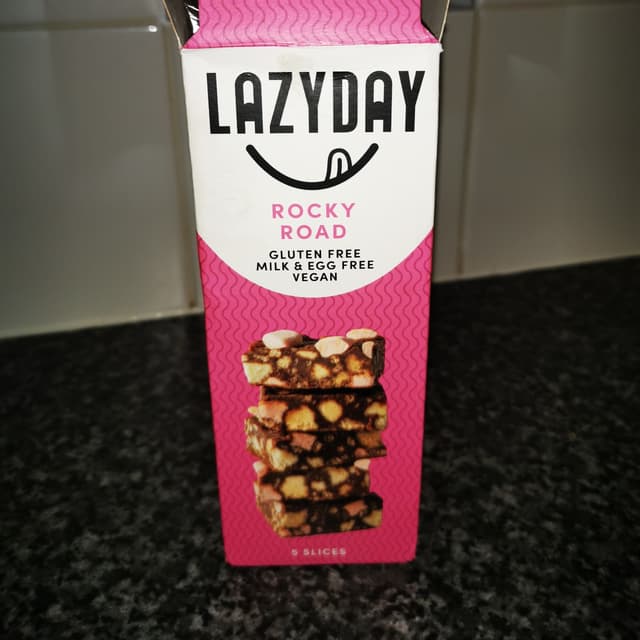 LAZYDAY
ROCKY
ROAD
GLUTEN FREE
MILK & EGG FREE
VEGAN
5 SLICES